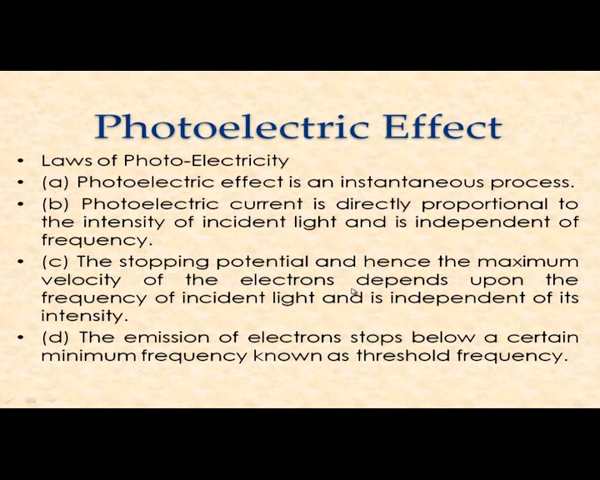 Photoelectric Effect
• Laws of Photo-Electricity
• (a) Photoelectric effect is an instantaneous process.
• (b) Photoelectric current is directly proportional to
the intensity of incident light and is independent of
frequency.
• (c) The stopping potential and hence the maximum
velocity of the electrons depends upon the
frequency of incident light and is independent of its
intensity.
• (d) The emission of electrons stops below a certain
minimum frequency known as threshold frequency.